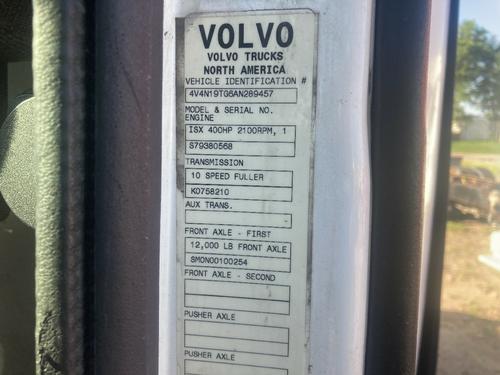 VOLVO
VOLVO TRUCKS
NORTH AMERICA
VEHICLE IDENTIFICATION #
4V4N19TG6AN289457
MODEL & SERIAL NO.
ENGINE
ISX 400HP 2100RPM, 1
S79380568
TRANSMISSION
10 SPEED FULLER
K0758210
AUX TRANS.
-
FRONT AXLE - FIRST
12,000 LB FRONT AXLE
SMON00100254
FRONT AXLE - SECOND
PUSHER AXLE
PUSHER AXLE